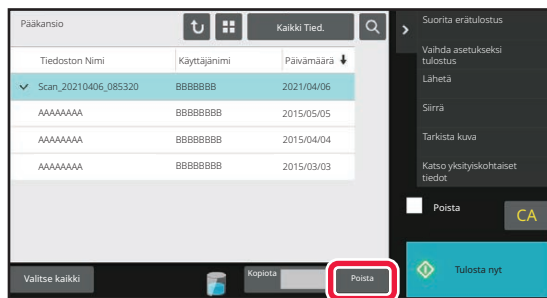 Pääkansio
Kaikki Tied.
Tiedoston Nimi Käyttäjänimi Päivämäärä
Scan_20210406_085320 BBBBBBB 2021/04/06
AAAAAAAA BBBBBBBB 2015/05/05
AAAAAAAA BBBBBBBB 2015/04/04
AAAAAAAA BBBBBBBB 2015/03/03
Valitse kaikki
Kopiota
Poista
Suorita erätulostus
Vaihda asetukseksi
tulostus
Lähetä
Siirrä
Tarkista kuva
Katso yksityiskohtaiset
tiedot
Poista
CA
Tulosta nyt